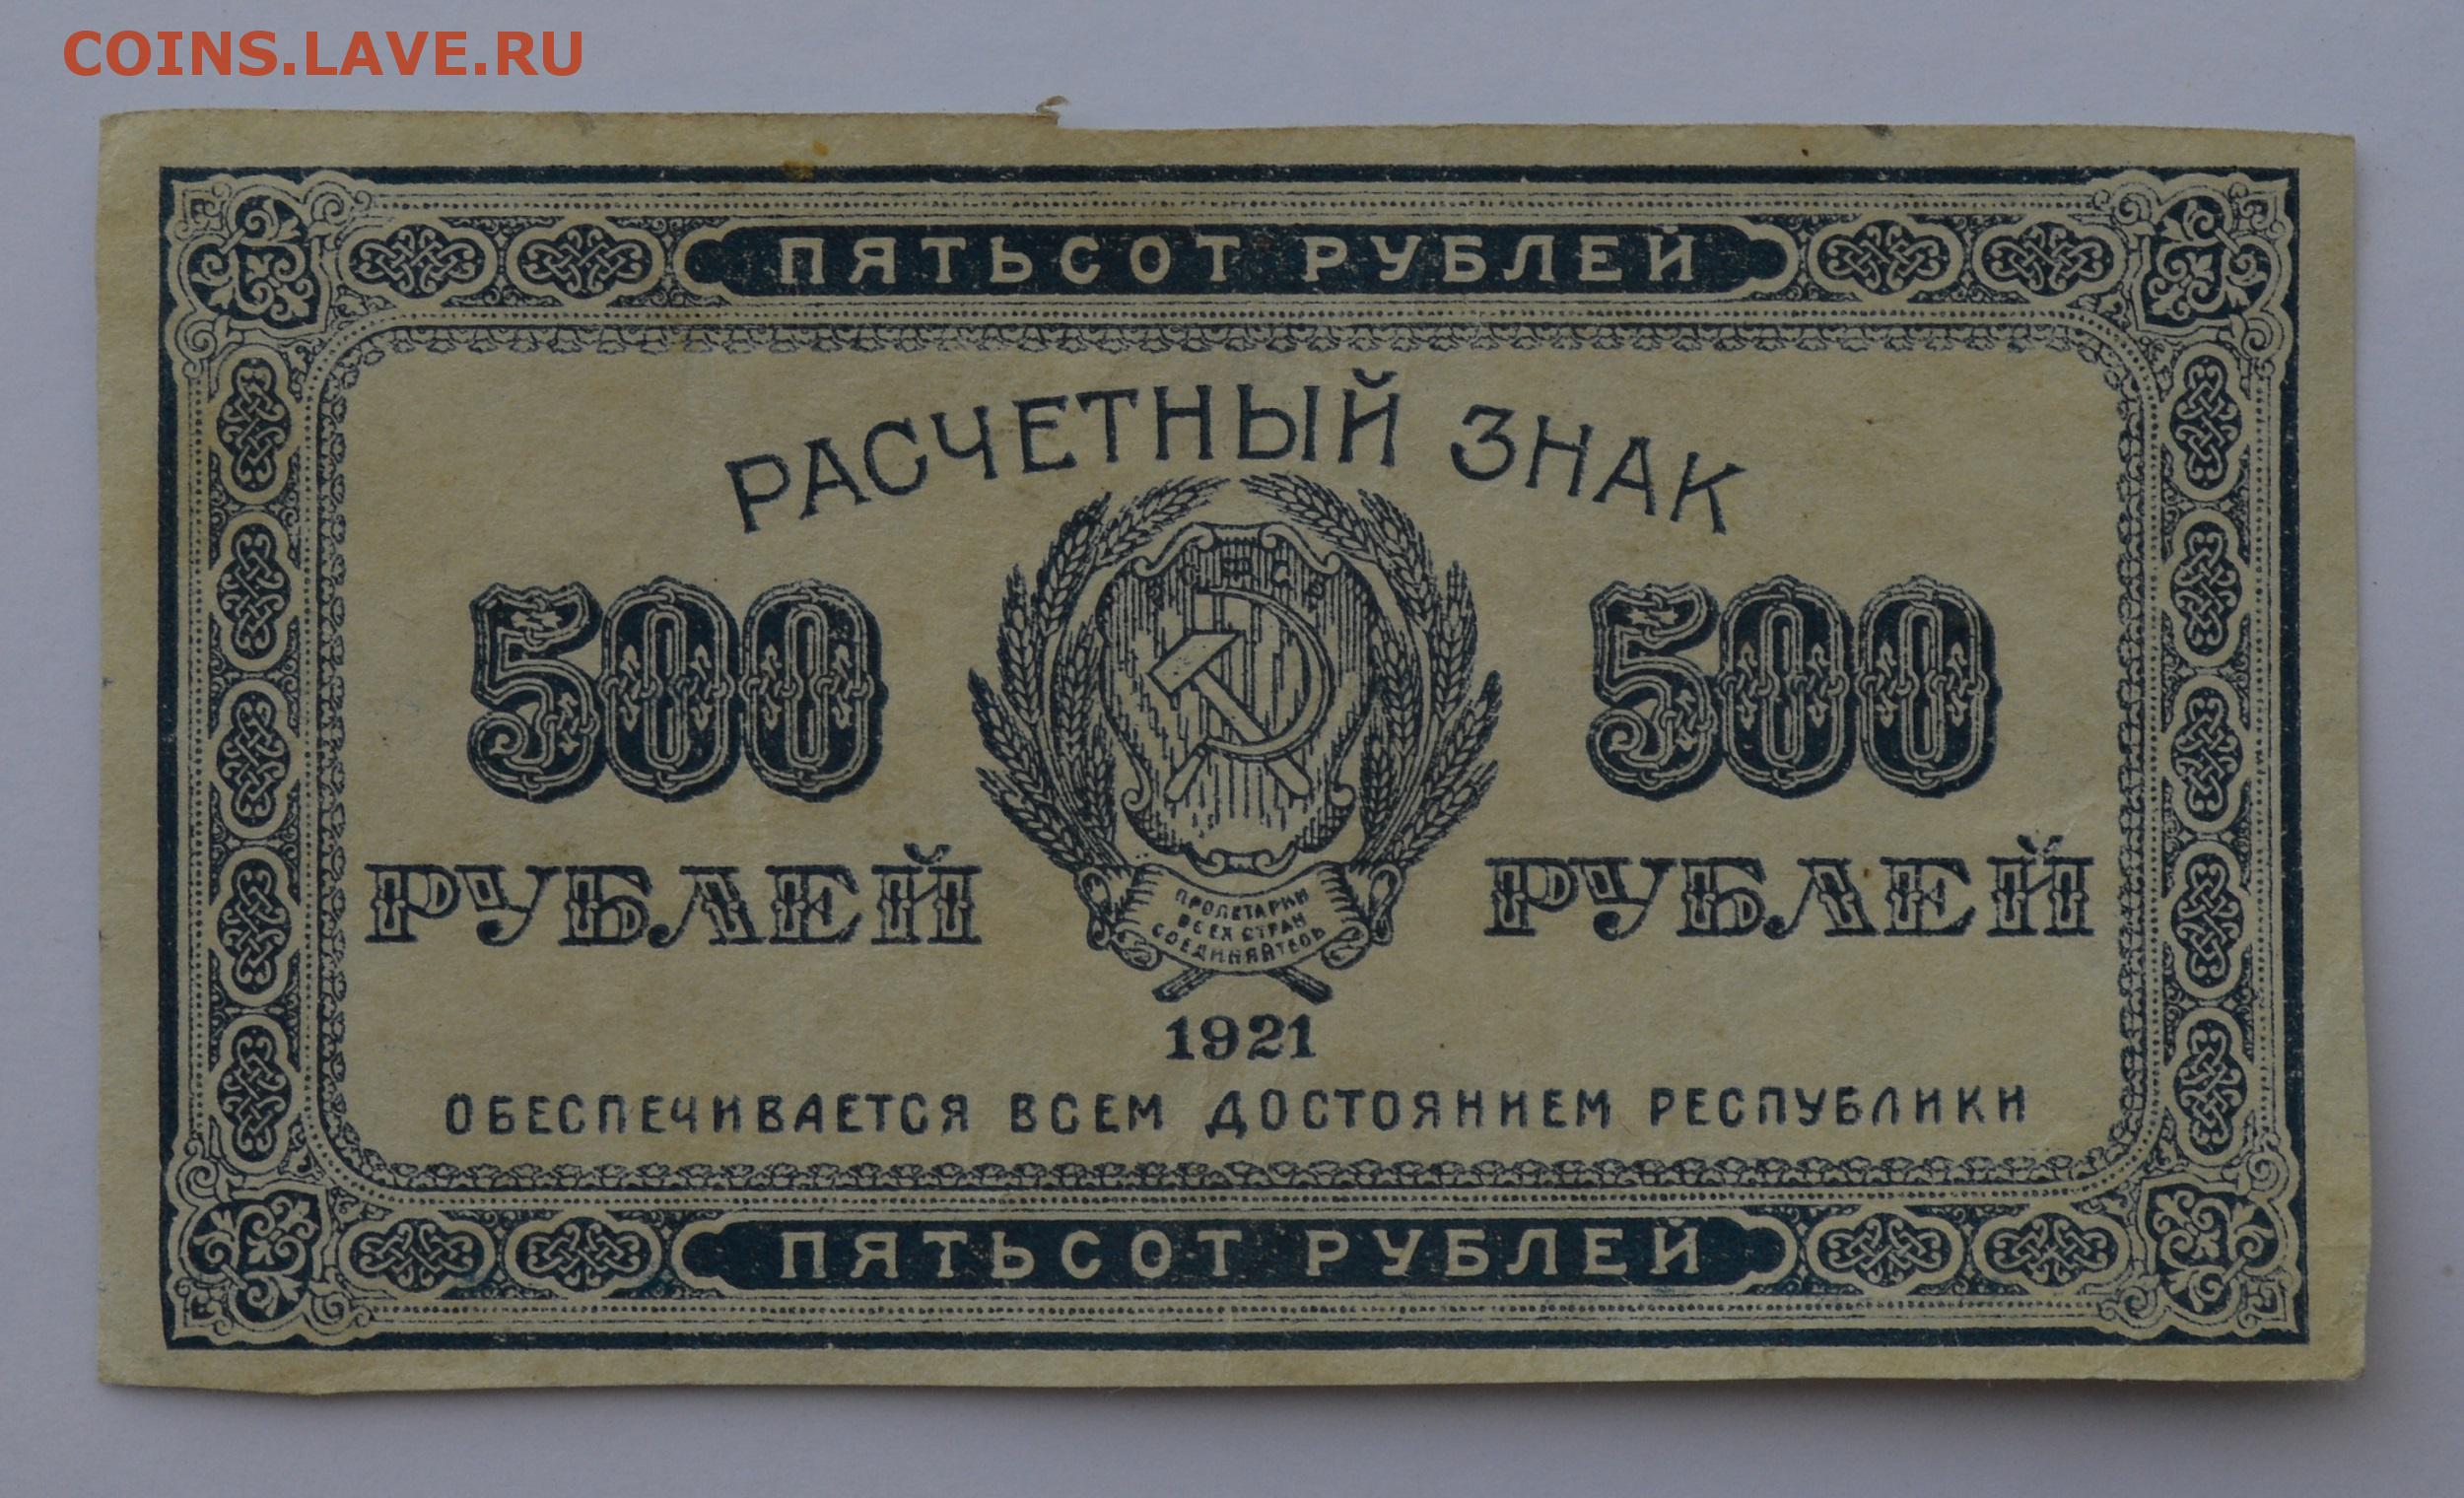 COINS.LAVE.RU
ПЯТЬСОТ РУБЛЕЙ
РАСЧЕТНЫЙ ЗНАК
Р.С.Ф.С.Р.
500 500
РУБЛЕЙ РУБЛЕЙ
ПРОЛЕТАРИИ
ВСЕХ СТРАН
СОЕДИНЯЙТЕСЬ
1921
ОБЕСПЕЧИВАЕТСЯ ВСЕМ ДОСТОЯНИЕМ РЕСПУБЛИКИ
ПЯТЬСОТ РУБЛЕЙ